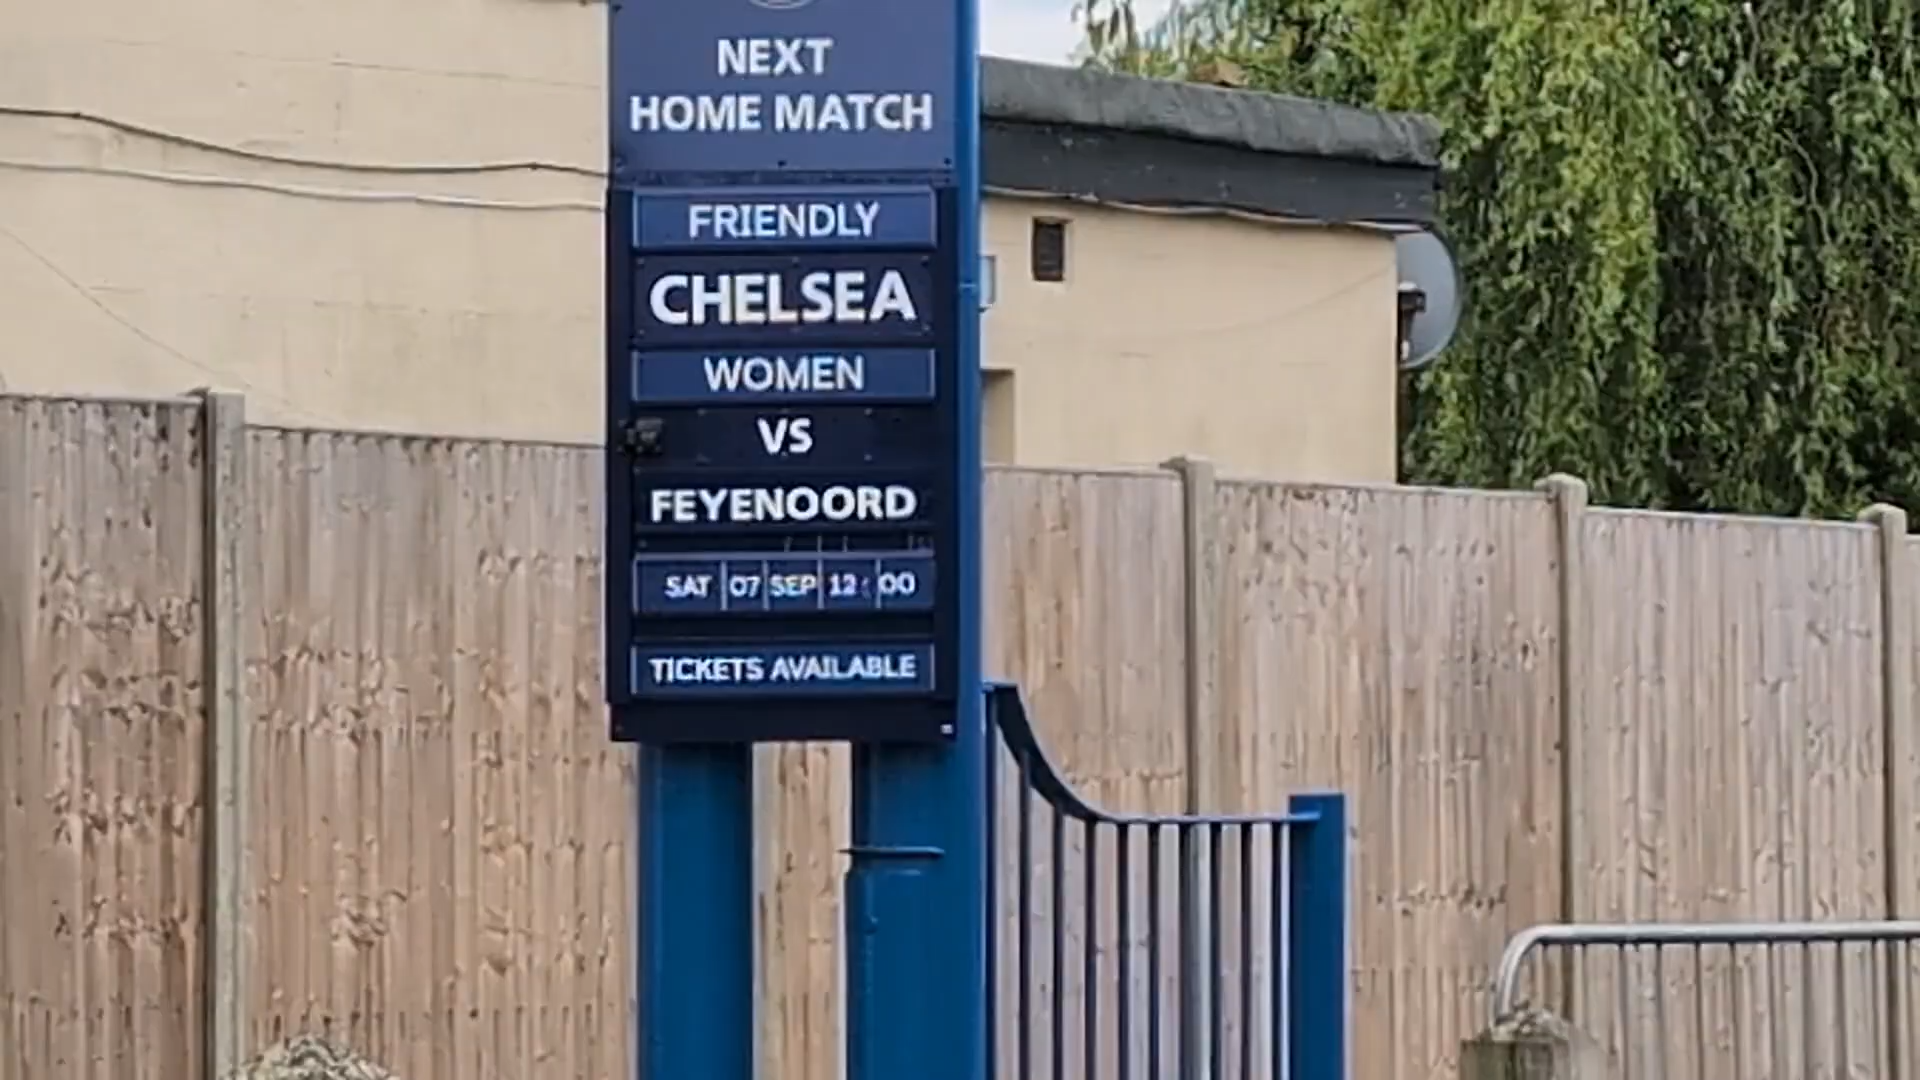 NEXT
HOME MATCH
FRIENDLY
CHELSEA
WOMEN
VS
FEYENOORD
SAT 07 SEP 12:00
TICKETS AVAILABLE